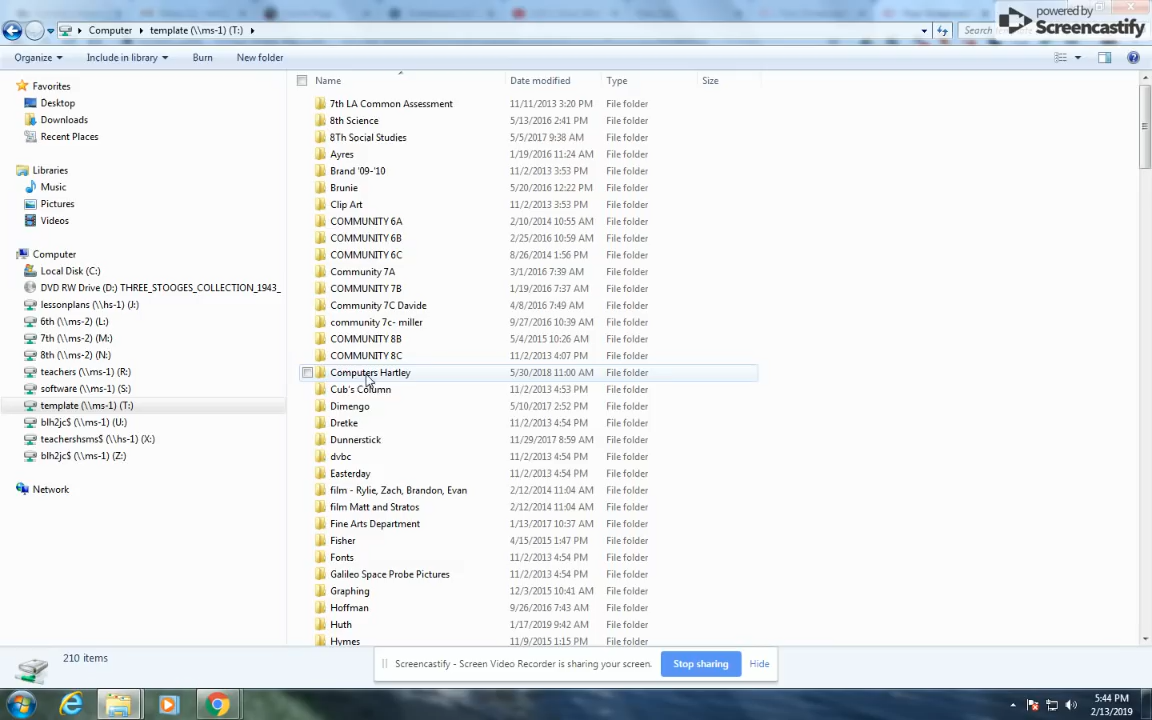 powered by
Screencastify
Computer
template (\\ms-1) (T:)
Search
Organize
Include in library
Burn
New folder
Favorites
Desktop
Downloads
Recent Places
Libraries
Music
Pictures
Videos
Computer
Local Disk (C:)
DVD RW Drive (D:) THREE_STOOGES_COLLECTION_1943_
lessonplans (\\hs-1) (J:)
6th (\\ms-2) (L:)
7th (\\ms-2) (M:)
8th (\\ms-2) (N:)
teachers (\\ms-1) (R:)
software (\\ms-1) (S:)
template (\\ms-1) (T:)
blh2jc$ (\\ms-1) (U:)
teachershsms$ (\\hs-1) (X:)
blh2jc$ (\\ms-1) (Z:)
Network
Name Date modified Type Size
7th LA Common Assessment 11/11/2013 3:20 PM File folder
8th Science 5/13/2016 2:41 PM File folder
8Th Social Studies 5/5/2017 9:38 AM File folder
Ayres 1/19/2016 11:24 AM File folder
Brand '09-'10 11/2/2013 3:53 PM File folder
Brunie 5/20/2016 12:22 PM File folder
Clip Art 11/2/2013 3:53 PM File folder
COMMUNITY 6A 2/10/2014 10:55 AM File folder
COMMUNITY 6B 2/25/2016 10:59 AM File folder
COMMUNITY 6C 8/26/2014 1:56 PM File folder
Community 7A 3/1/2016 7:39 AM File folder
COMMUNITY 7B 1/19/2016 7:37 AM File folder
Community 7C Davide 4/8/2016 7:49 AM File folder
community 7c- miller 9/27/2016 10:39 AM File folder
COMMUNITY 8B 5/4/2015 10:26 AM File folder
COMMUNITY 8C 11/2/2013 4:07 PM File folder
Computers Hartley 5/30/2018 11:00 AM File folder
Cub's Column 11/2/2013 4:53 PM File folder
Dimengo 5/10/2017 2:52 PM File folder
Dretke 11/2/2013 4:54 PM File folder
Dunnerstick 11/29/2017 8:59 AM File folder
dvbc 11/2/2013 4:54 PM File folder
Easterday 11/2/2013 4:54 PM File folder
film - Rylie, Zach, Brandon, Evan 2/12/2014 11:04 AM File folder
film Matt and Stratos 2/12/2014 11:04 AM File folder
Fine Arts Department 1/13/2017 10:37 AM File folder
Fisher 4/15/2015 1:47 PM File folder
Fonts 11/2/2013 4:54 PM File folder
Galileo Space Probe Pictures 11/2/2013 4:54 PM File folder
Graphing 12/3/2015 10:41 AM File folder
Hoffman 9/26/2016 7:43 AM File folder
Huth 1/17/2019 9:42 AM File folder
Hymes 11/9/2015 1:15 PM File folder
210 items
Screencastify - Screen Video Recorder is sharing your screen.
Stop sharing
Hide
5:44 PM
2/13/2019